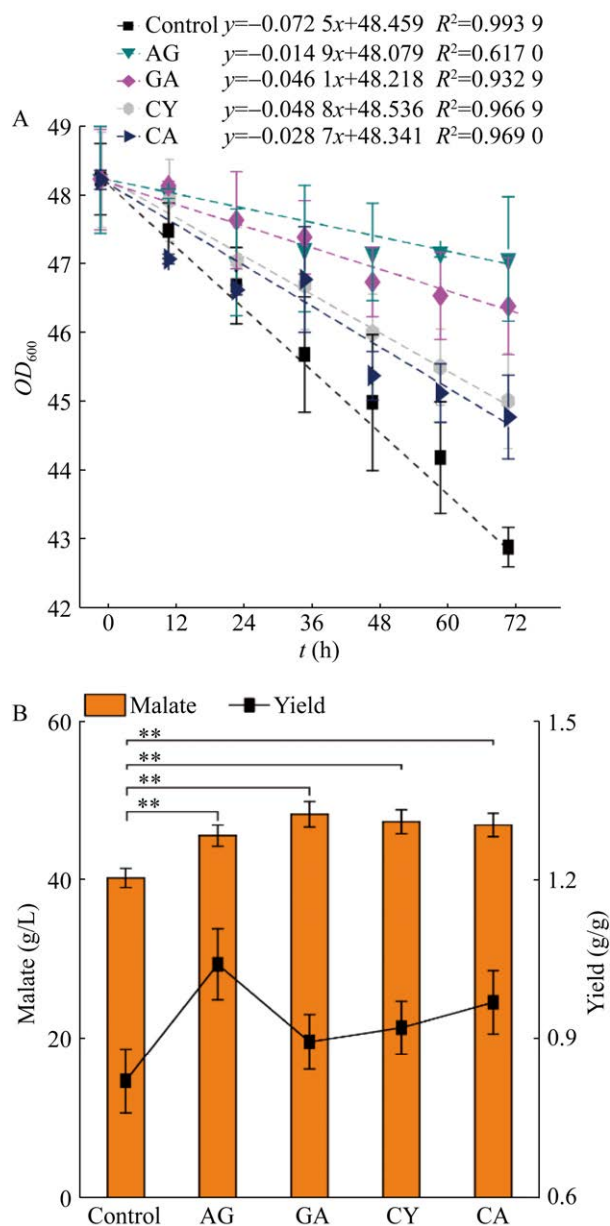 Control y=−0.072 5x+48.459 R²=0.993 9
AG y=−0.014 9x+48.079 R²=0.617 0
GA y=−0.046 1x+48.218 R²=0.932 9
CY y=−0.048 8x+48.536 R²=0.966 9
CA y=−0.028 7x+48.341 R²=0.969 0
A
49
48
47
46
45
44
43
42
OD₆₀₀
0 12 24 36 48 60 72
t (h)
B
Malate Yield
60
40
20
0
Malate (g/L)
**
**
**
**
1.5
1.2
0.9
0.6
Yield (g/g)
Control AG GA CY CA